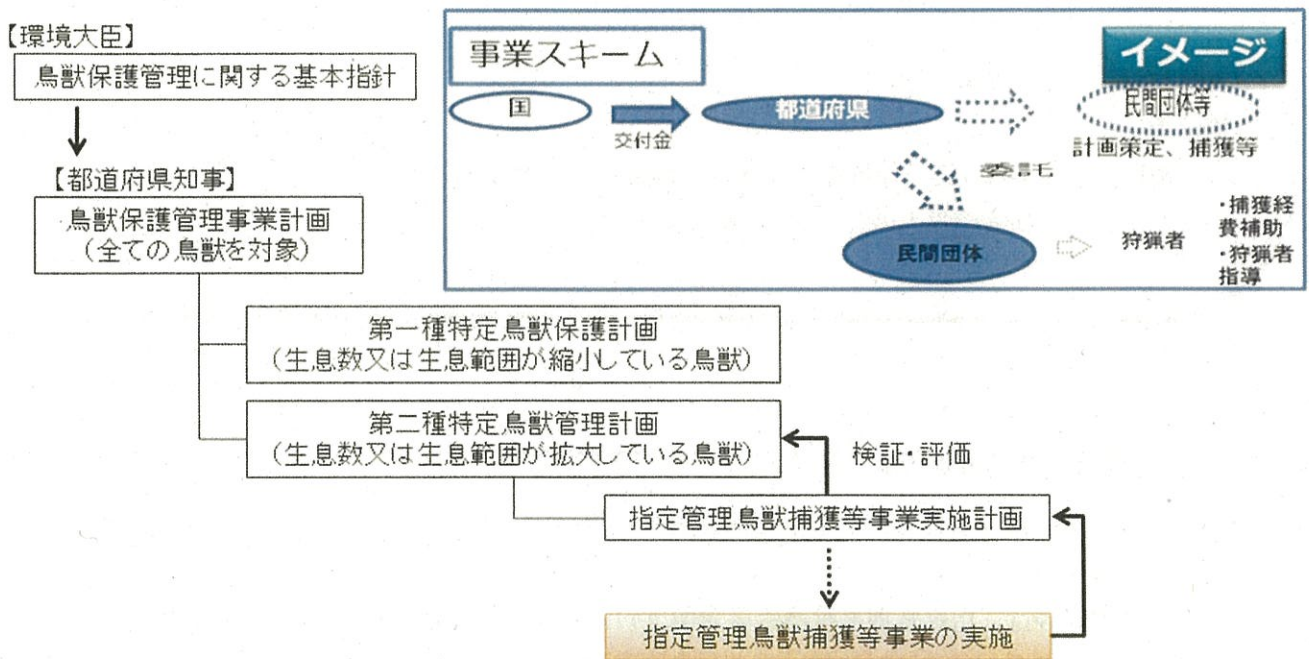 【環境大臣】
鳥獣保護管理に関する基本指針
【都道府県知事】
鳥獣保護管理事業計画
（全ての鳥獣を対象）
第一種特定鳥獣保護計画
（生息数又は生息範囲が縮小している鳥獣）
第二種特定鳥獣管理計画
（生息数又は生息範囲が拡大している鳥獣）
検証・評価
指定管理鳥獣捕獲等事業実施計画
指定管理鳥獣捕獲等事業の実施
事業スキーム
イメージ
国
交付金
都道府県
民間団体等
計画策定、捕獲等
委託
民間団体
狩猟者
・捕獲経
費補助
・狩猟者
指導